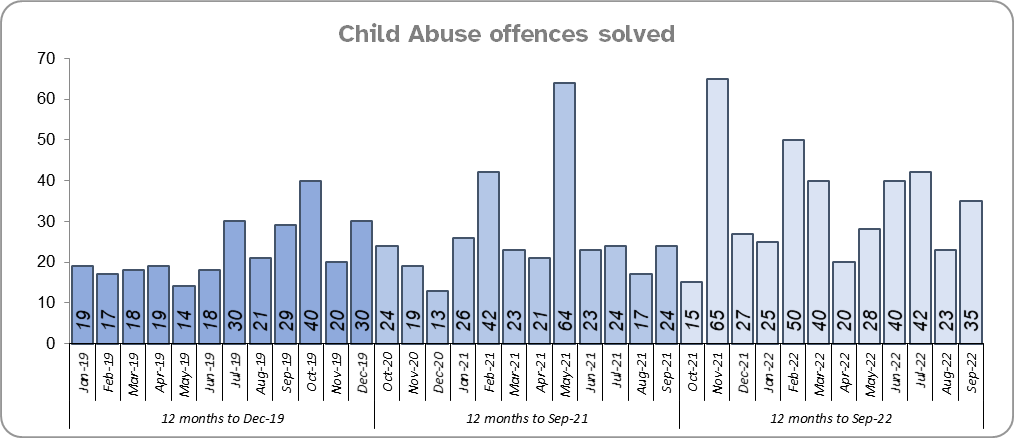 Child Abuse offences solved
70
60
50
40
30
20
10
0
19 17 18 19 14 18 30 21 29 40 20 30 24 19 13 26 42 23 21 64 23 24 17 24 15 65 27 25 50 40 20 28 40 42 23 35
Jan-19 Feb-19 Mar-19 Apr-19 May-19 Jun-19 Jul-19 Aug-19 Sep-19 Oct-19 Nov-19 Dec-19 Oct-20 Nov-20 Dec-20 Jan-21 Feb-21 Mar-21 Apr-21 May-21 Jun-21 Jul-21 Aug-21 Sep-21 Oct-21 Nov-21 Dec-21 Jan-22 Feb-22 Mar-22 Apr-22 May-22 Jun-22 Jul-22 Aug-22 Sep-22
12 months to Dec-19 12 months to Sep-21 12 months to Sep-22